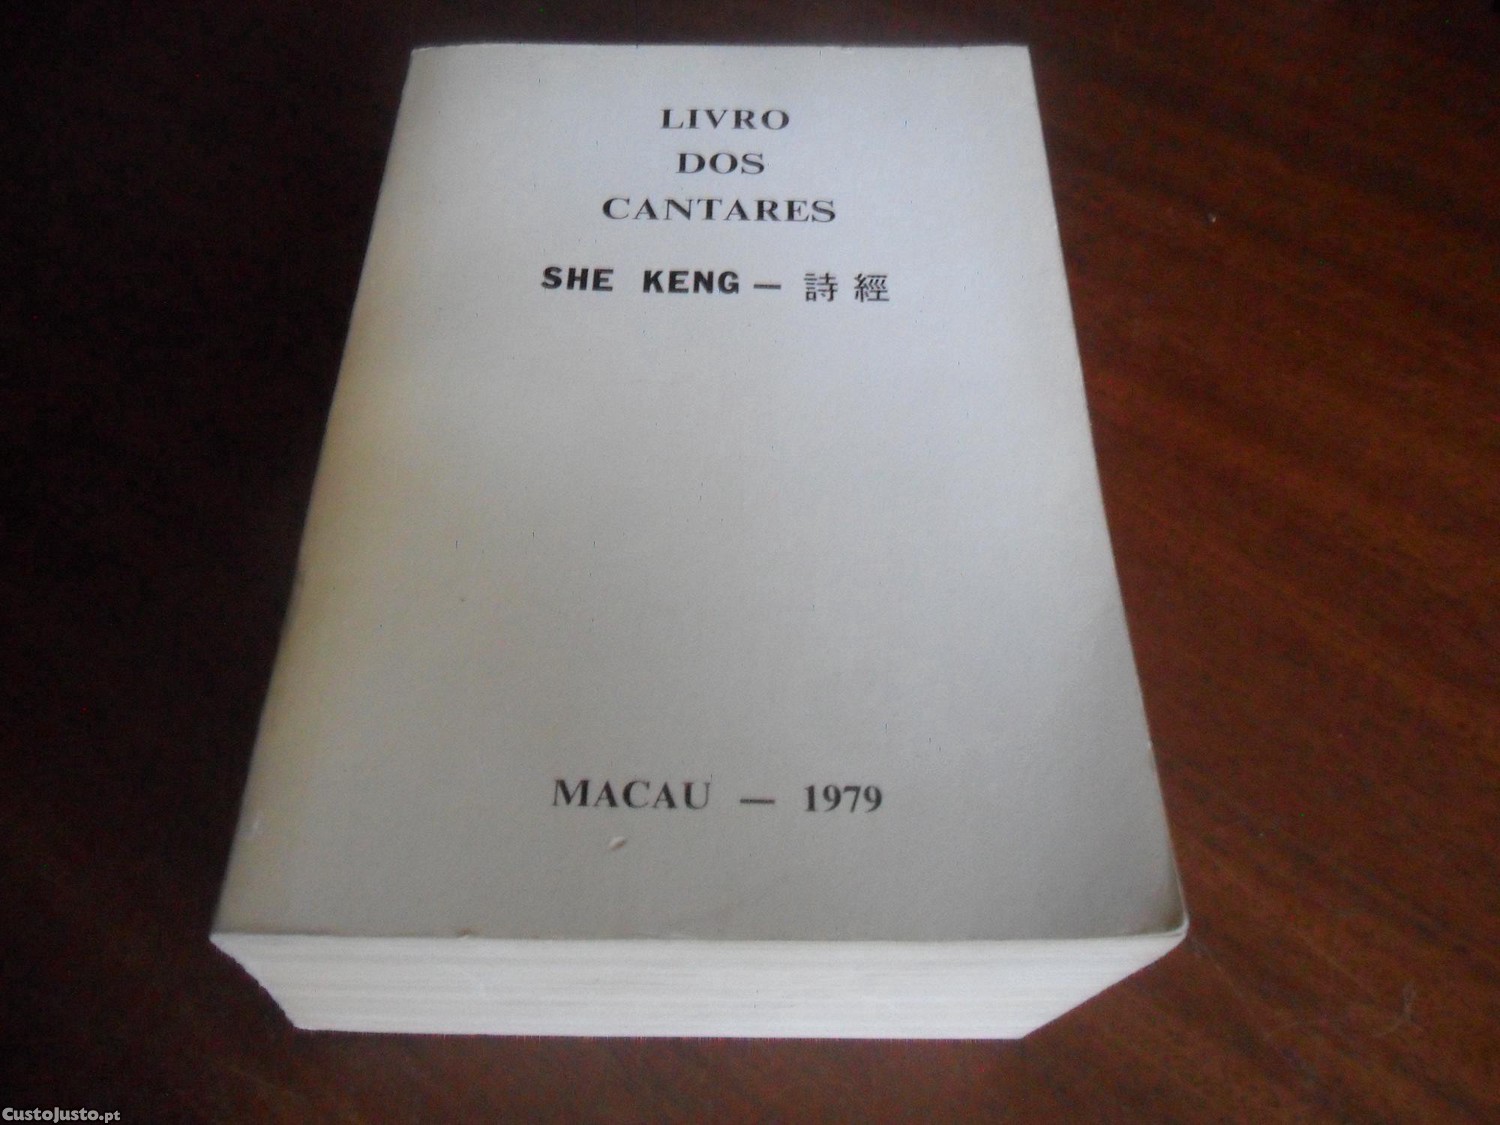 LIVRO
DOS
CANTARES
SHE KENG — 詩經
MACAU — 1979
CustoJusto.pt